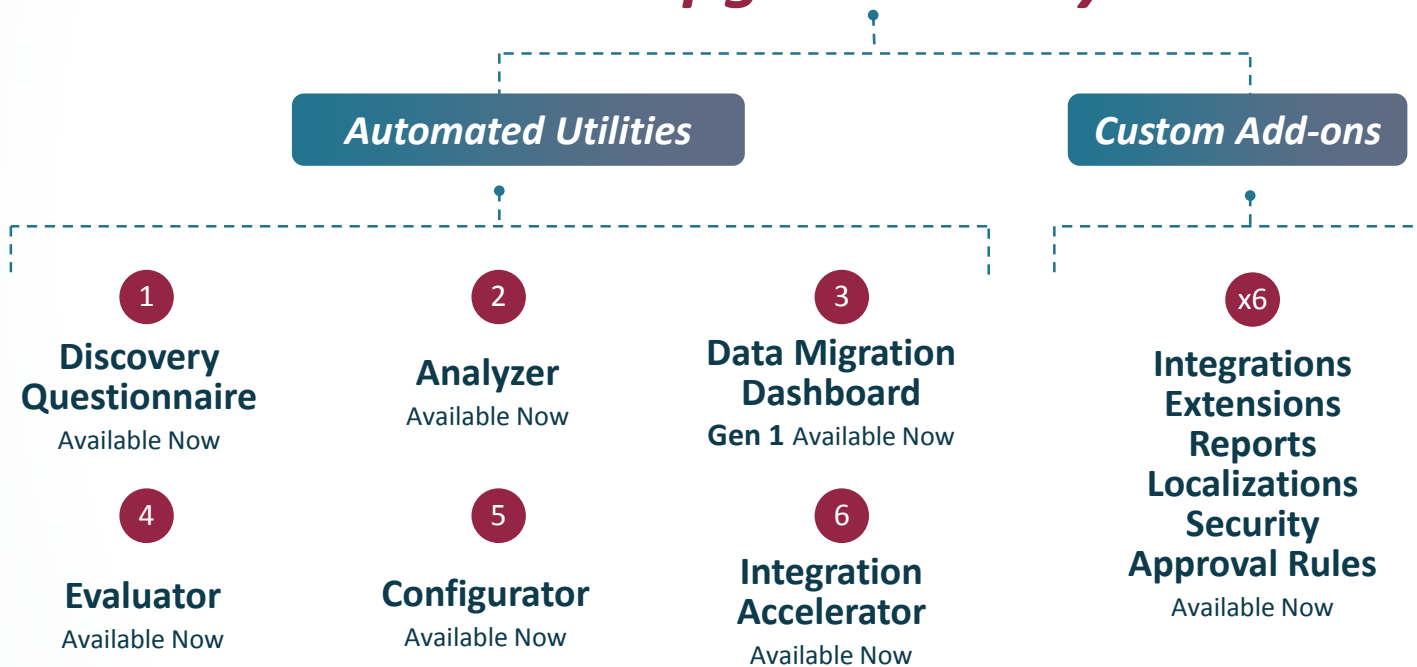 Automated Utilities
Custom Add-ons
1
Discovery
Questionnaire
Available Now
2
Analyzer
Available Now
3
Data Migration
Dashboard
Gen 1 Available Now
4
Evaluator
Available Now
5
Configurator
Available Now
6
Integration
Accelerator
Available Now
x6
Integrations
Extensions
Reports
Localizations
Security
Approval Rules
Available Now